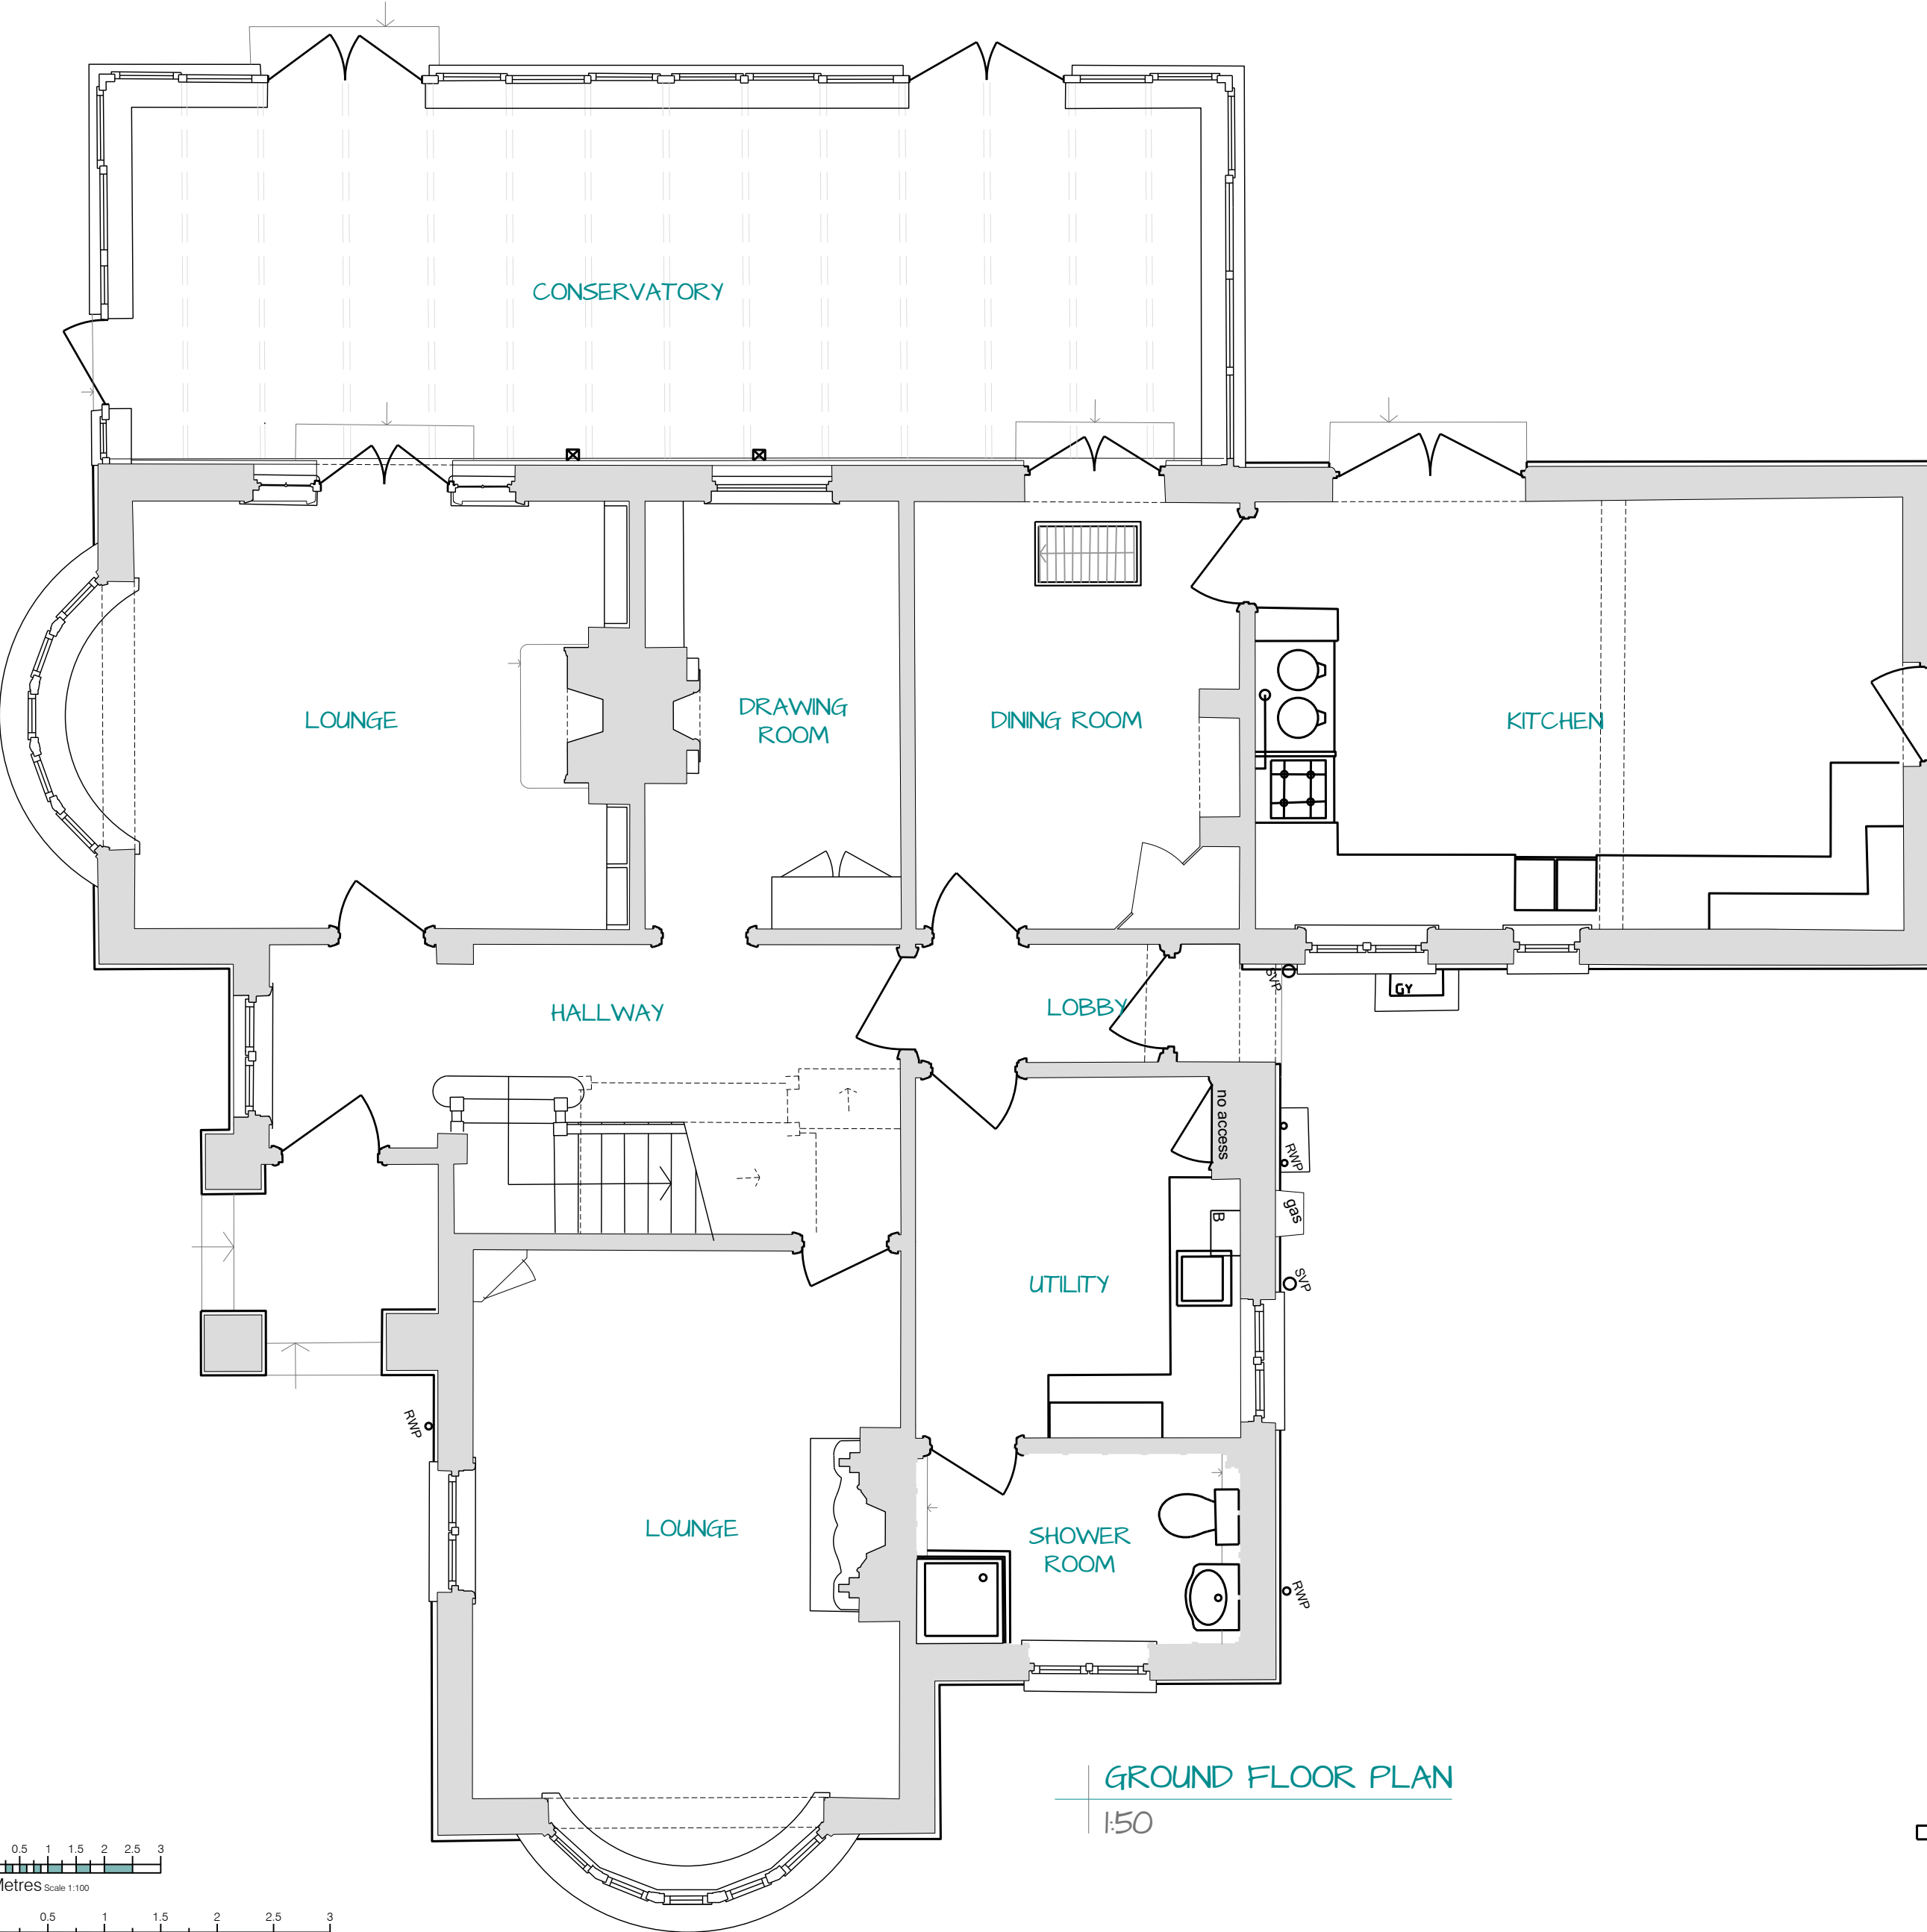 CONSERVATORY
LOUNGE
DRAWING
ROOM
DINING ROOM
KITCHEN
HALLWAY
LOBBY
SVP
GY
no access
RWP
gas
B
SVP
UTILITY
RWP
LOUNGE
SHOWER
ROOM
RWP
GROUND FLOOR PLAN
1:50
0.5 1 1.5 2 2.5 3
Metres Scale 1:100
0.5 1 1.5 2 2.5 3